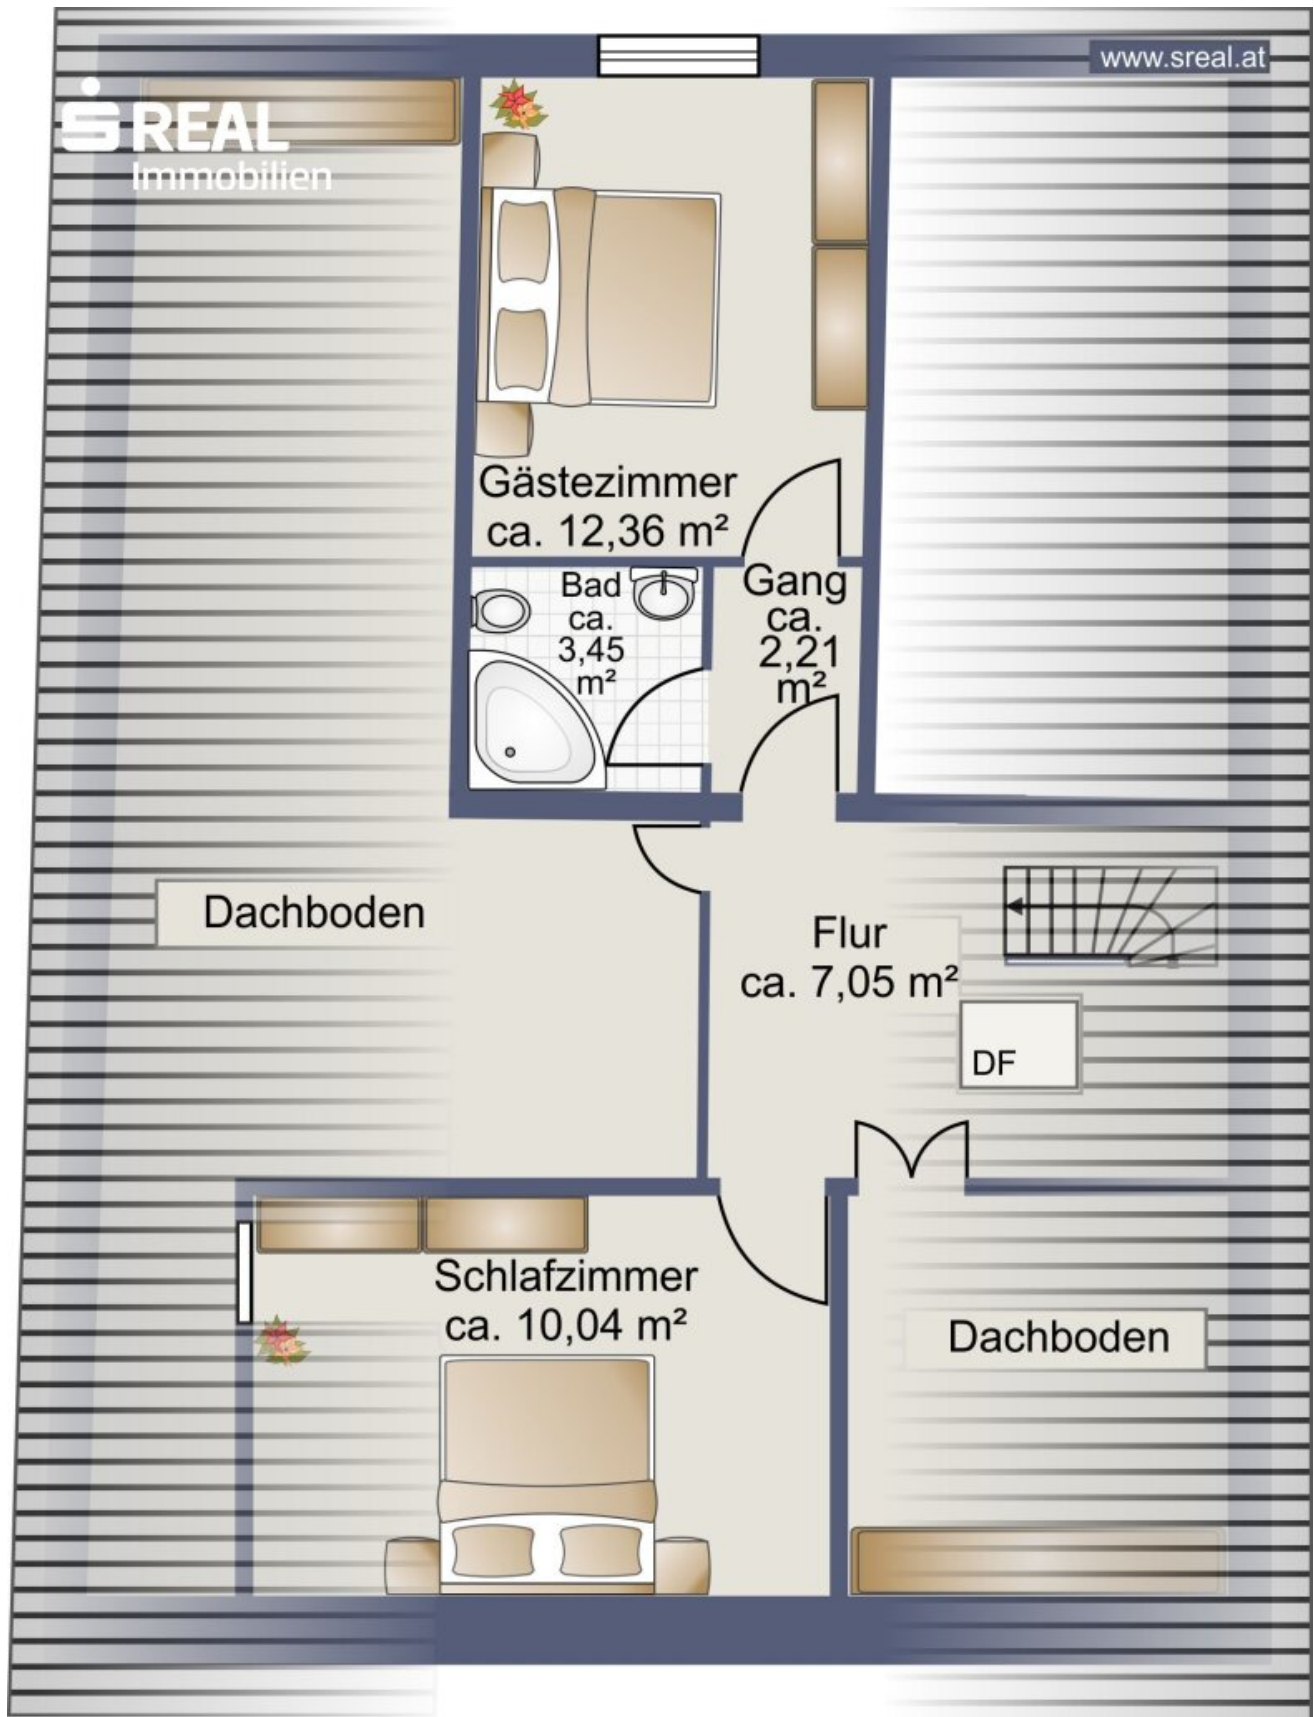 www.sreal.at
S REAL
Immobilien
Gästezimmer
ca. 12,36 m²
Bad
ca.
3,45
m²
Gang
ca.
2,21
m²
Dachboden
Flur
ca. 7,05 m²
DF
Schlafzimmer
ca. 10,04 m²
Dachboden